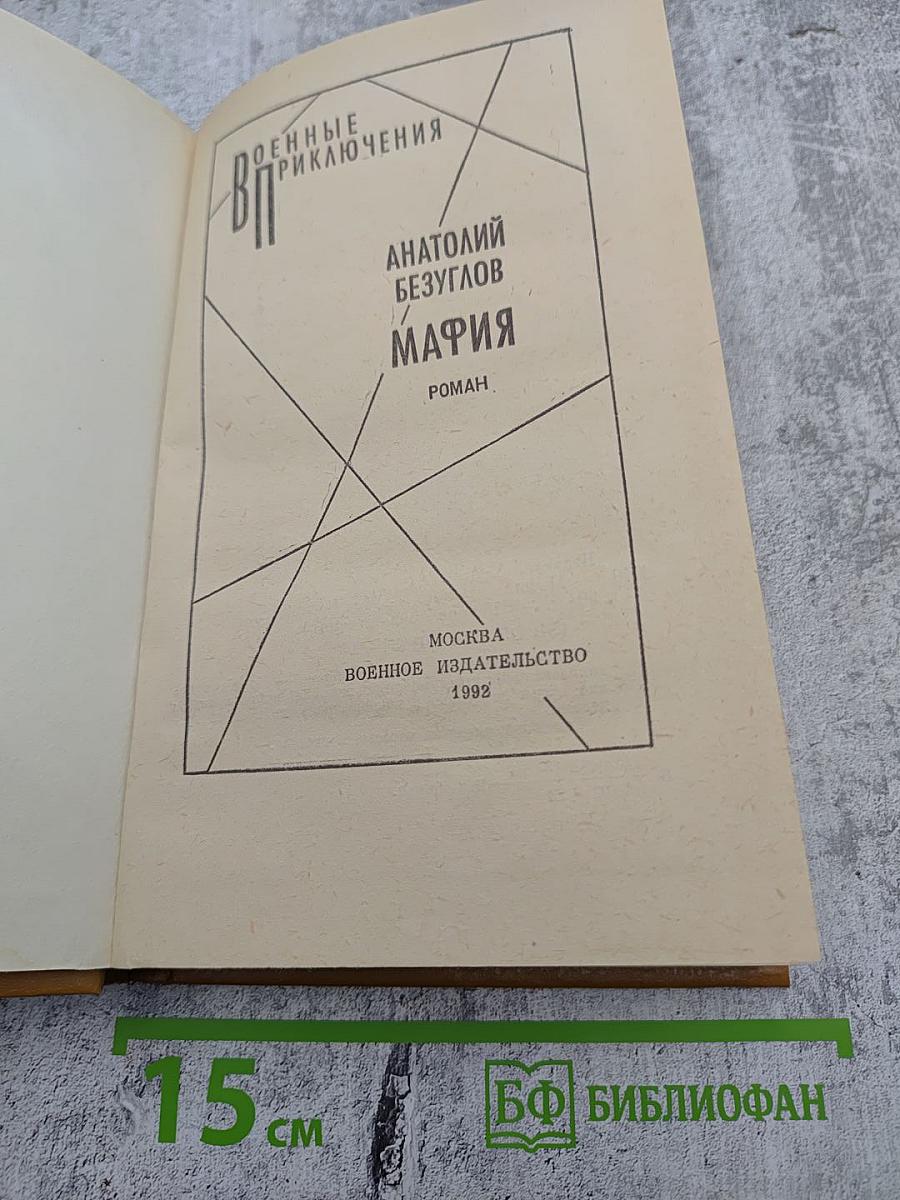 ВОЕННЫЕ
ПРИКЛЮЧЕНИЯ
АНАТОЛИЙ
БЕЗУГЛОВ
МАФИЯ
РОМАН
МОСКВА
ВОЕННОЕ ИЗДАТЕЛЬСТВО
1992
15 см
БФ БИБЛИОФАН